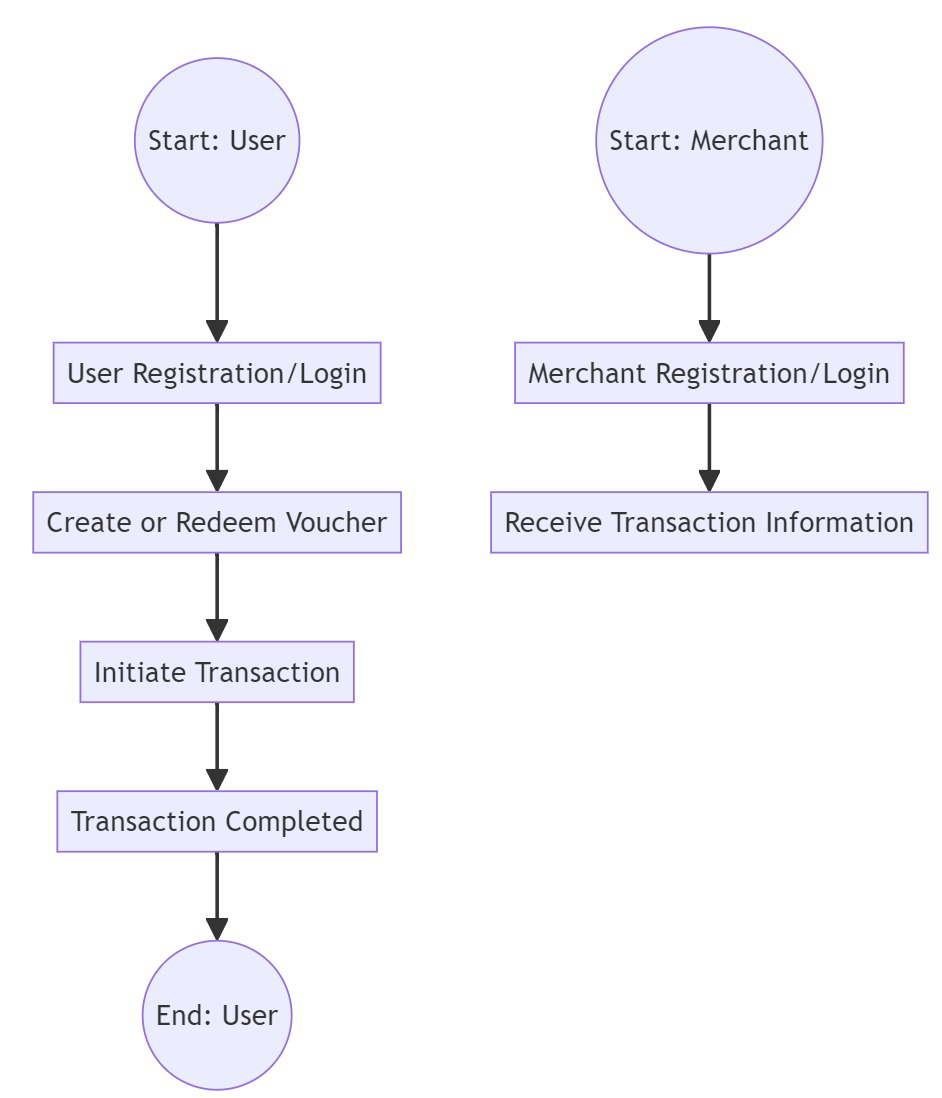 Start: User
User Registration/Login
Create or Redeem Voucher
Initiate Transaction
Transaction Completed
End: User
Start: Merchant
Merchant Registration/Login
Receive Transaction Information